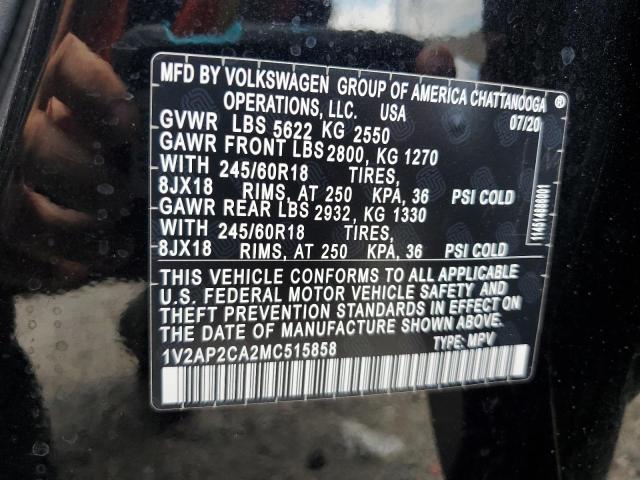 MFD BY VOLKSWAGEN GROUP OF AMERICA CHATTANOOGA
OPERATIONS, LLC. USA 07/20 ®
GVWR LBS 5622 KG 2550
GAWR FRONT LBS 2800, KG 1270
WITH 245/60R18 TIRES,
8JX18 RIMS, AT 250 KPA, 36 PSI COLD
GAWR REAR LBS 2932, KG 1330
WITH 245/60R18 TIRES,
8JX18 RIMS, AT 250 KPA, 36 PSI COLD
THIS VEHICLE CONFORMS TO ALL APPLICABLE
U.S. FEDERAL MOTOR VEHICLE SAFETY AND
THEFT PREVENTION STANDARDS IN EFFECT ON
THE DATE OF MANUFACTURE SHOWN ABOVE.
1V2AP2CA2MC515858 TYPE: MPV